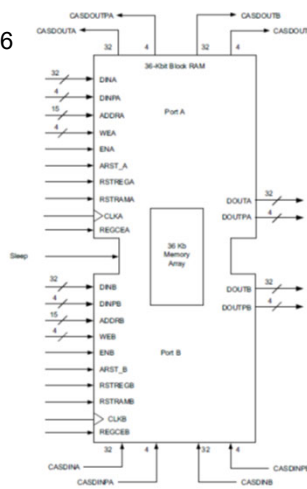 6
CASDOUTPA CASDOUTB
CASDOUTA
32 4 32 4
36-Kbit Block RAM
32 DINA
Port A
4 DINPA
15 ADDRA
4 WEA
ENA
ARST_A
RSTREGA
RSTRAMA
CLKA
REGCEA
DOUTA 32
DOUTPA 4
36 Kb
Memory
Array
Sleep
32 DINB
4 DINPB
15 ADDRB
4 WEB
ENB
Port B
ARST_B
RSTREGB
RSTRAMB
CLKB
REGCEB
DOUTB 32
DOUTPB 4
32 4 32 4
CASDINA
CASDINPA CASDINB